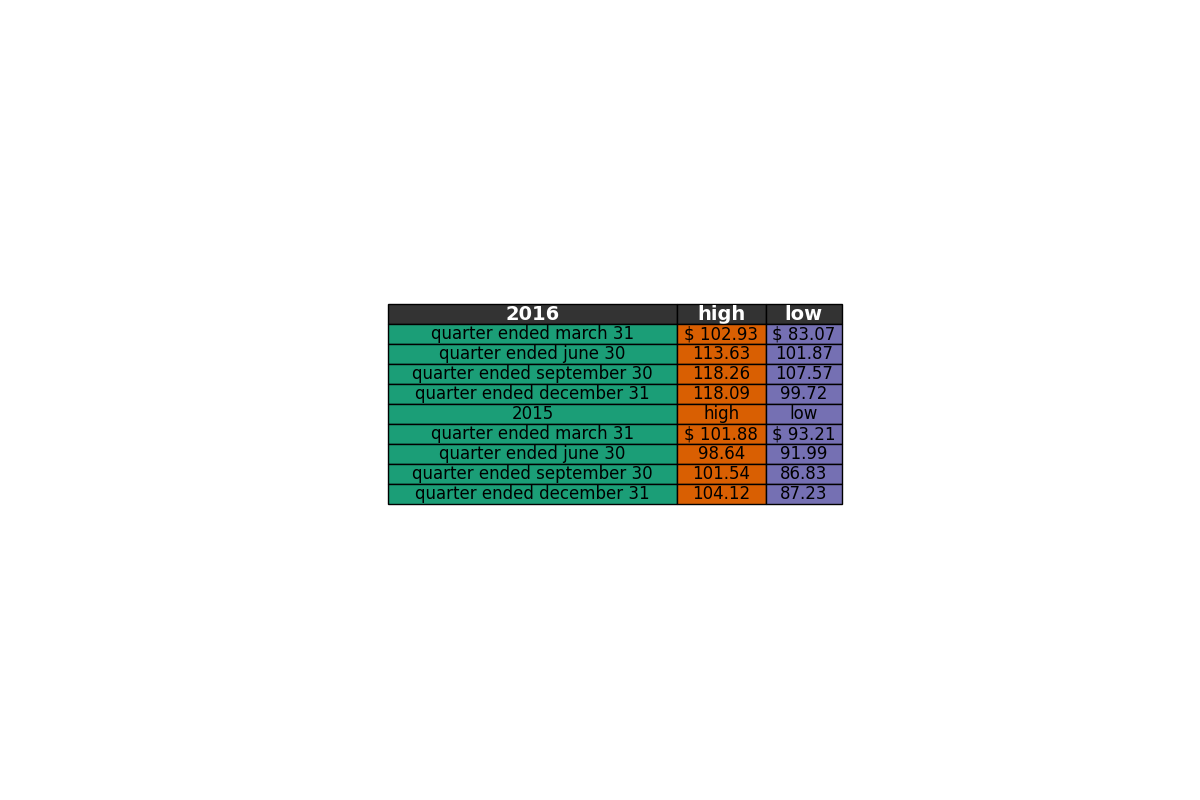 2016 high low
quarter ended march 31 $ 102.93 $ 83.07
quarter ended june 30 113.63 101.87
quarter ended september 30 118.26 107.57
quarter ended december 31 118.09 99.72
2015 high low
quarter ended march 31 $ 101.88 $ 93.21
quarter ended june 30 98.64 91.99
quarter ended september 30 101.54 86.83
quarter ended december 31 104.12 87.23